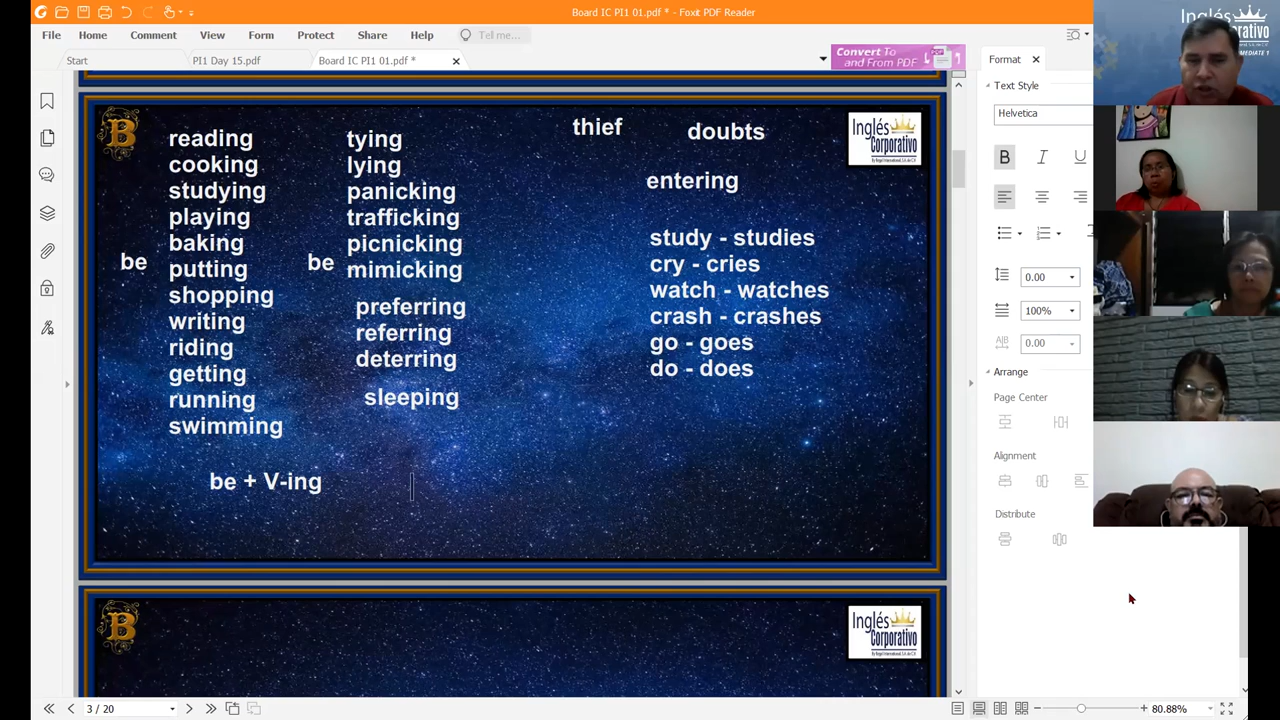 Board IC PI1 01.pdf * - Foxit PDF Reader
File Home Comment View Form Protect Share Help Tell me...
Start PI1 Day 15.pdf Board IC PI1 01.pdf *
Convert To
and From PDF
Format
Text Style
Helvetica
B I U
0.00
100%
0.00
Arrange
Page Center
Alignment
Distribute
B
Inglés
Corporativo
reading
cooking
studying
playing
baking
be
putting
shopping
writing
riding
getting
running
swimming
be + V-ing
tying
lying
panicking
trafficking
picnicking
be
mimicking
preferring
referring
deterring
sleeping
thief
doubts
entering
study - studies
cry - cries
watch - watches
crash - crashes
go - goes
do - does
B
Inglés
Corporativo
3 / 20
80.88%
Inglés
Corporativo